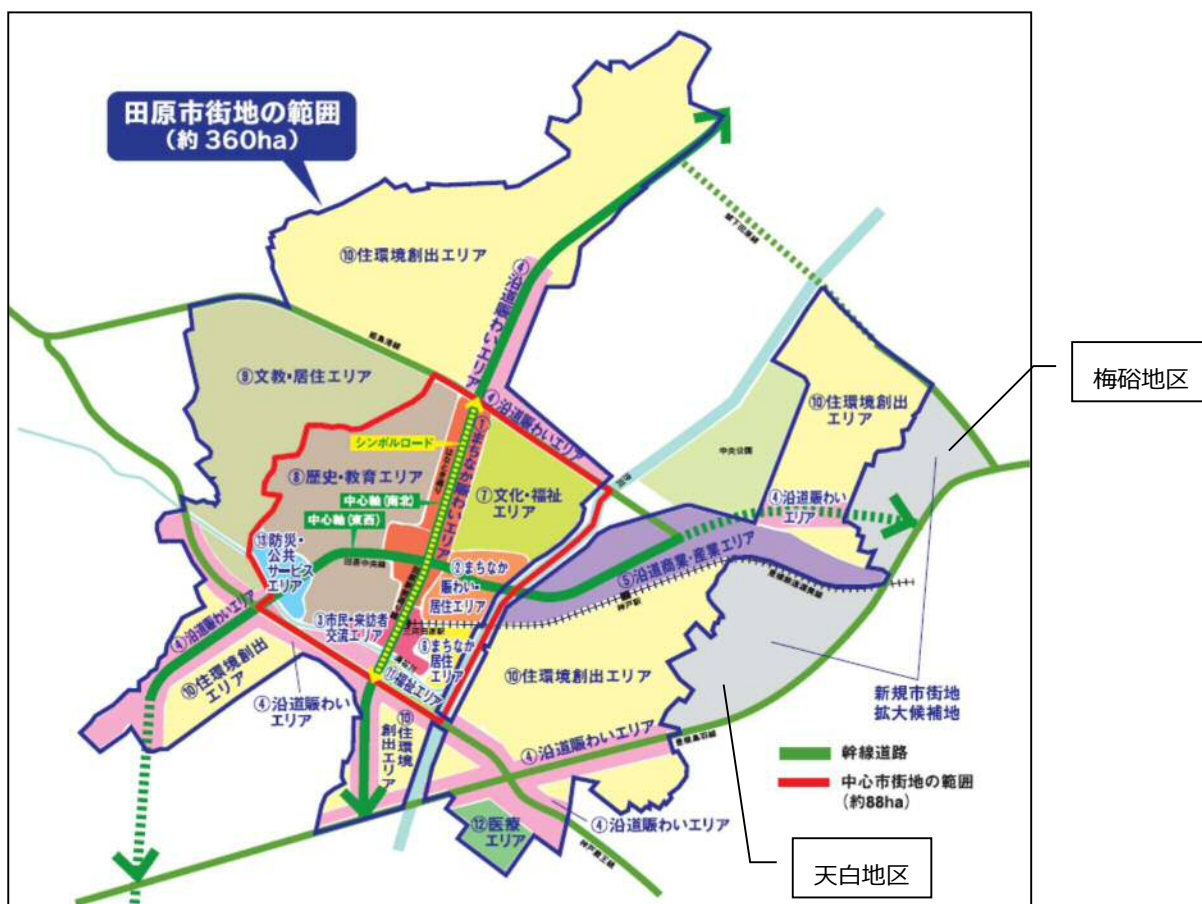 田原市街地の範囲
(約360ha)
⑩住環境創出エリア
④沿道賑わいエリア
⑨文教・居住エリア
④沿道賑わいエリア
シンボルロード
①まちなか賑わいエリア
⑧歴史・教育エリア
中心軸(南北)
中心軸(東西)
⑦文化・福祉
エリア
中央公園
⑩住環境創出
エリア
梅硲地区
④沿道賑わい
エリア
⑬防災・
公共
サービス
エリア
田原中央線
②まちなか
賑わい・
居住エリア
⑤沿道商業・産業エリア
神戸駅
③市民・来訪者
交流エリア
三河田原駅
⑥まちなか
居住
エリア
⑪福祉エリア
④沿道賑わいエリア
⑩住環境創出
エリア
④沿道賑わい
エリア
⑩住環境
創出エリア
⑩住環境創出エリア
④沿道賑わいエリア
新規市街地
拡大候補地
幹線道路
中心市街地の範囲
(約88ha)
⑫医療
エリア
④沿道賑わいエリア
天白地区